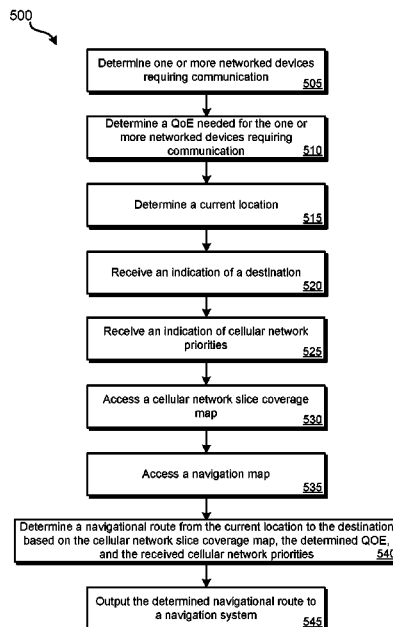 500
Determine one or more networked devices
requiring communication
505
Determine a QoE needed for the one or
more networked devices requiring
communication
510
Determine a current location
515
Receive an indication of a destination
520
Receive an indication of cellular network
priorities
525
Access a cellular network slice coverage
map
530
Access a navigation map
535
Determine a navigational route from the current location to the destination
based on the cellular network slice coverage map, the determined QOE,
and the received cellular network priorities
540
Output the determined navigational route to
a navigation system
545